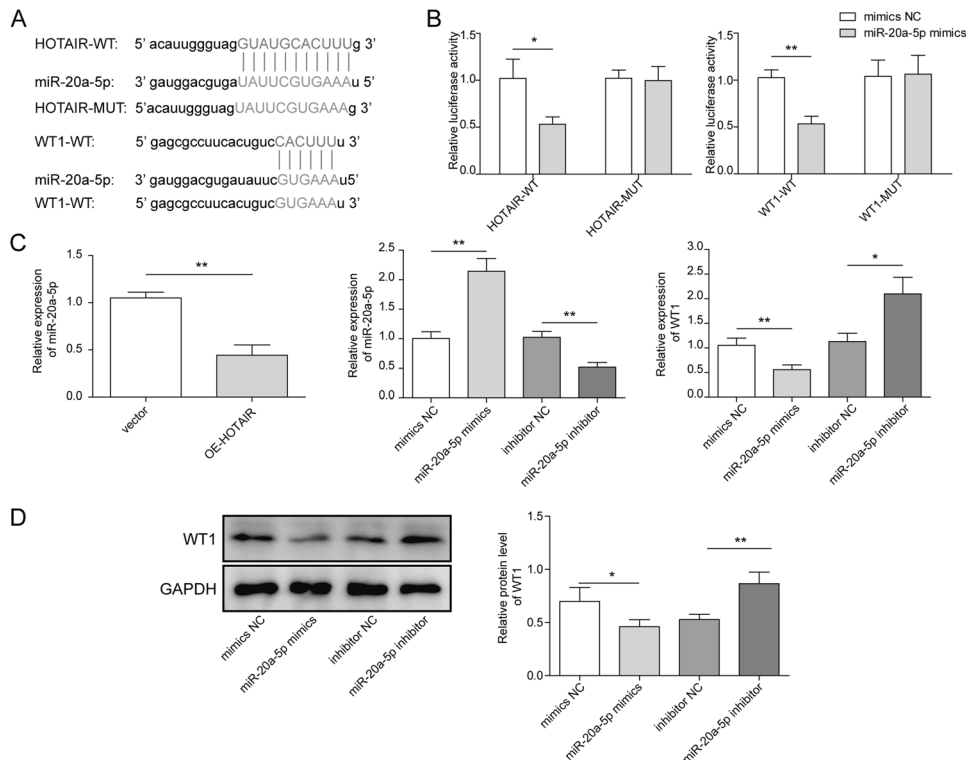 A
HOTAIR-WT: 5’ acauuggguagGUAUGCACUUUg 3’
miR-20a-5p: 3’ gauggacgugaUAUUCGUGAAAu 5’
HOTAIR-MUT: 5’acauuggguagUAUUCGUGAAAg 3’
WT1-WT: 5’ gagcgccuucacugucCACUUUu 3’
miR-20a-5p: 3’ gauggacgugauauucGUGAAAu5’
WT1-WT: 5’ gagcgccuucacugucGUGAAAu 3’
B
mimics NC
miR-20a-5p mimics
Relative luciferase activity
1.5
1.0
0.5
0.0
*
HOTAIR-WT
HOTAIR-MUT
Relative luciferase activity
1.5
1.0
0.5
0.0
**
WT1-WT
WT1-MUT
C
Relative expression
of miR-20a-5p
1.5
1.0
0.5
0.0
**
vector
OE-HOTAIR
Relative expression
of miR-20a-5p
2.5
2.0
1.5
1.0
0.5
0.0
**
**
mimics NC
miR-20a-5p mimics
inhibitor NC
miR-20a-5p inhibitor
Relative expression
of WT1
3.0
2.5
2.0
1.5
1.0
0.5
0.0
**
*
mimics NC
miR-20a-5p mimics
inhibitor NC
miR-20a-5p inhibitor
D
WT1
GAPDH
mimics NC
miR-20a-5p mimics
inhibitor NC
miR-20a-5p inhibitor
Relative protein level
of WT1
1.5
1.0
0.5
0.0
*
**
mimics NC
miR-20a-5p mimics
inhibitor NC
miR-20a-5p inhibitor